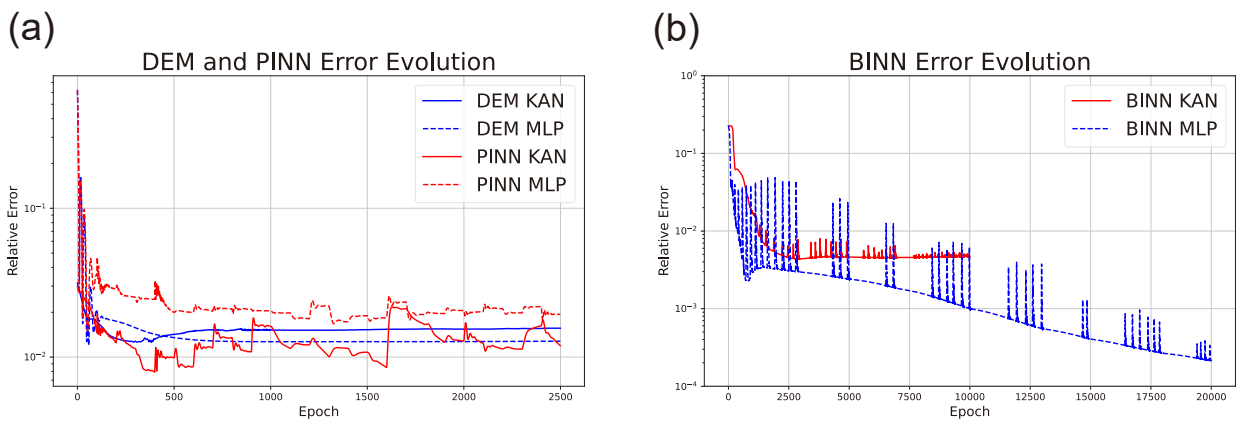 (a)
DEM and PINN Error Evolution
DEM KAN
DEM MLP
PINN KAN
PINN MLP
Relative Error
10⁻¹
10⁻²
0 500 1000 1500 2000 2500
Epoch
(b)
BINN Error Evolution
BINN KAN
BINN MLP
Relative Error
10⁰
10⁻¹
10⁻²
10⁻³
10⁻⁴
0 2500 5000 7500 10000 12500 15000 17500 20000
Epoch